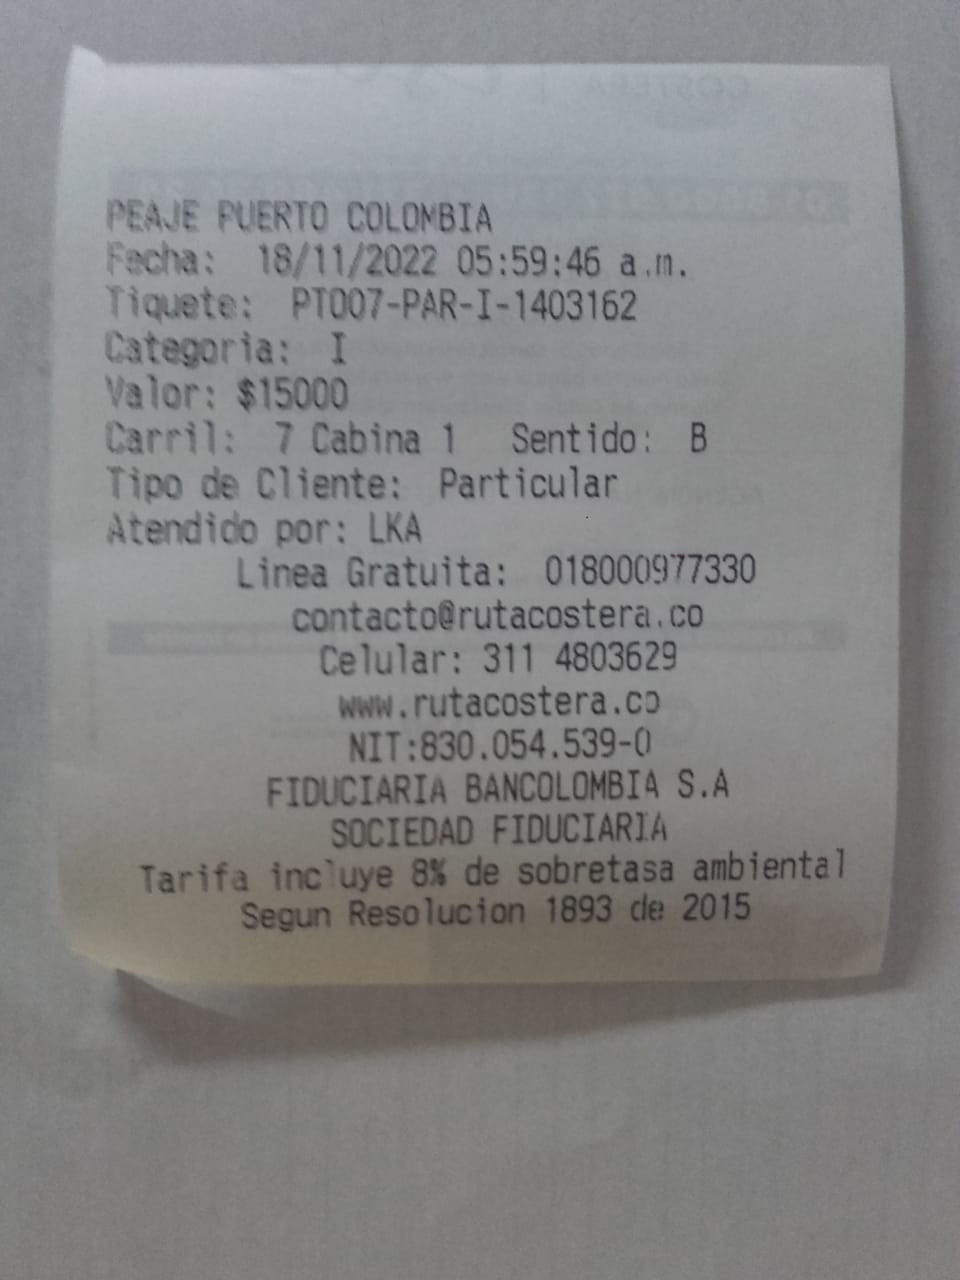 PEAJE PUERTO COLOMBIA
Fecha: 18/11/2022 05:59:46 a.m.
Tiquete: PT007-PAR-I-1403162
Categoria: I
Valor: $15000
Carril: 7 Cabina 1 Sentido: B
Tipo de Cliente: Particular
Atendido por: LKA
Linea Gratuita: 018000977330
contacto@rutacostera.co
Celular: 311 4803629
www.rutacostera.co
NIT:830.054.539-0
FIDUCIARIA BANCOLOMBIA S.A
SOCIEDAD FIDUCIARIA
Tarifa incluye 8% de sobretasa ambiental
Segun Resolucion 1893 de 2015